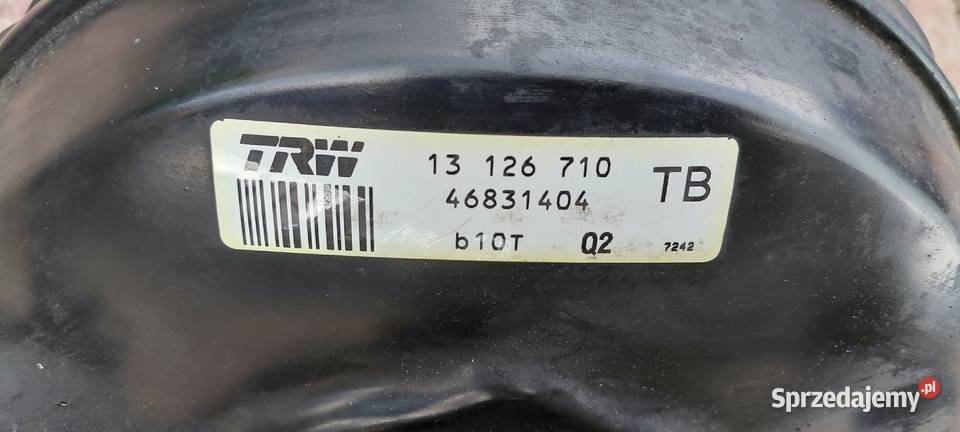 TRW 13 126 710 TB
46831404
b10T Q2 7242
Sprzedajemy.pl